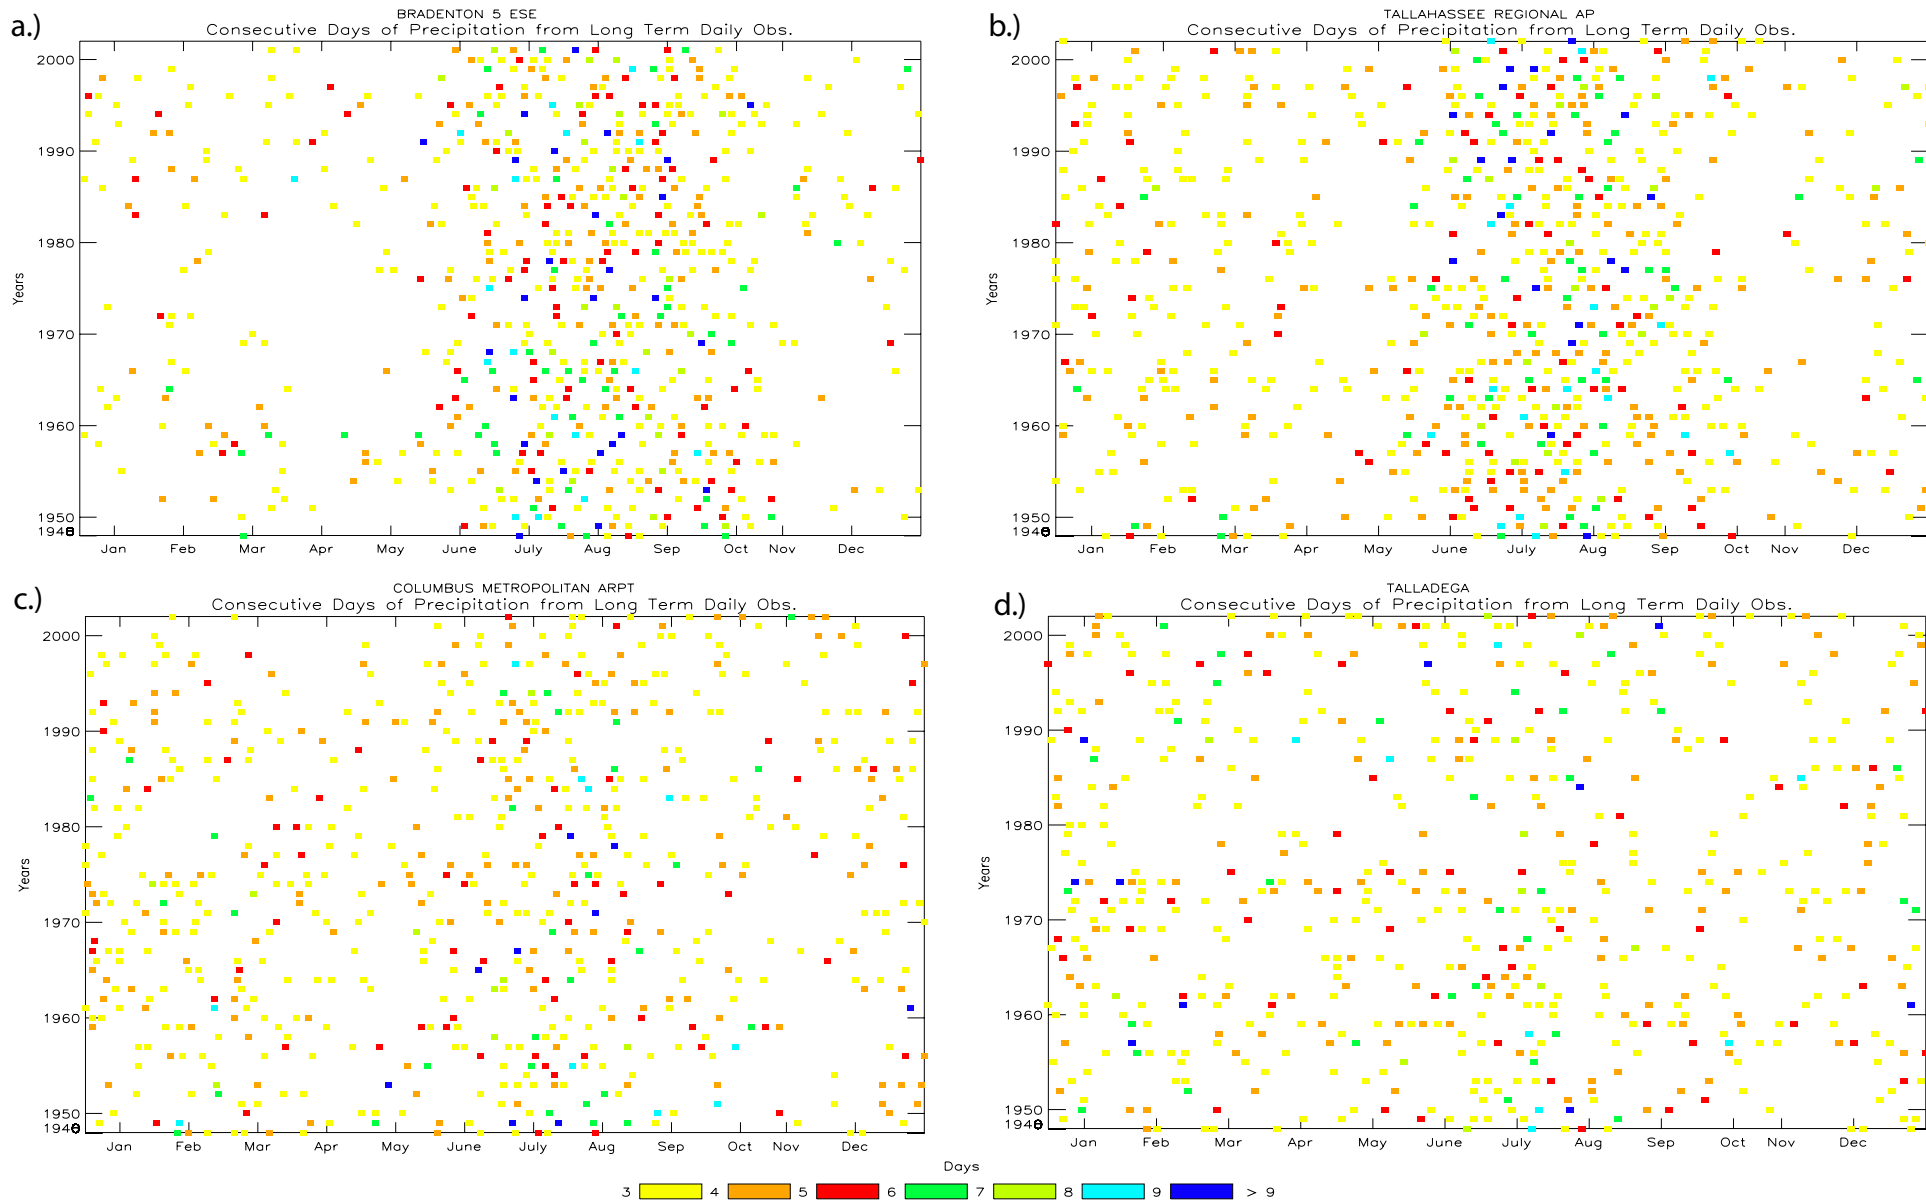 a.)
BRADENTON 5 ESE
Consecutive Days of Precipitation from Long Term Daily Obs.
2000
1990
1980
Years
1970
1960
1950
Jan Feb Mar Apr May June July Aug Sep Oct Nov Dec
b.)
TALLAHASSEE REGIONAL AP
Consecutive Days of Precipitation from Long Term Daily Obs.
2000
1990
1980
Years
1970
1960
1950
Jan Feb Mar Apr May June July Aug Sep Oct Nov Dec
c.)
COLUMBUS METROPOLITAN ARPT
Consecutive Days of Precipitation from Long Term Daily Obs.
2000
1990
1980
Years
1970
1960
1950
Jan Feb Mar Apr May June July Aug Sep Oct Nov Dec
d.)
TALLADEGA
Consecutive Days of Precipitation from Long Term Daily Obs.
2000
1990
1980
Years
1970
1960
1950
Jan Feb Mar Apr May June July Aug Sep Oct Nov Dec
Days
3 4 5 6 7 8 9 > 9